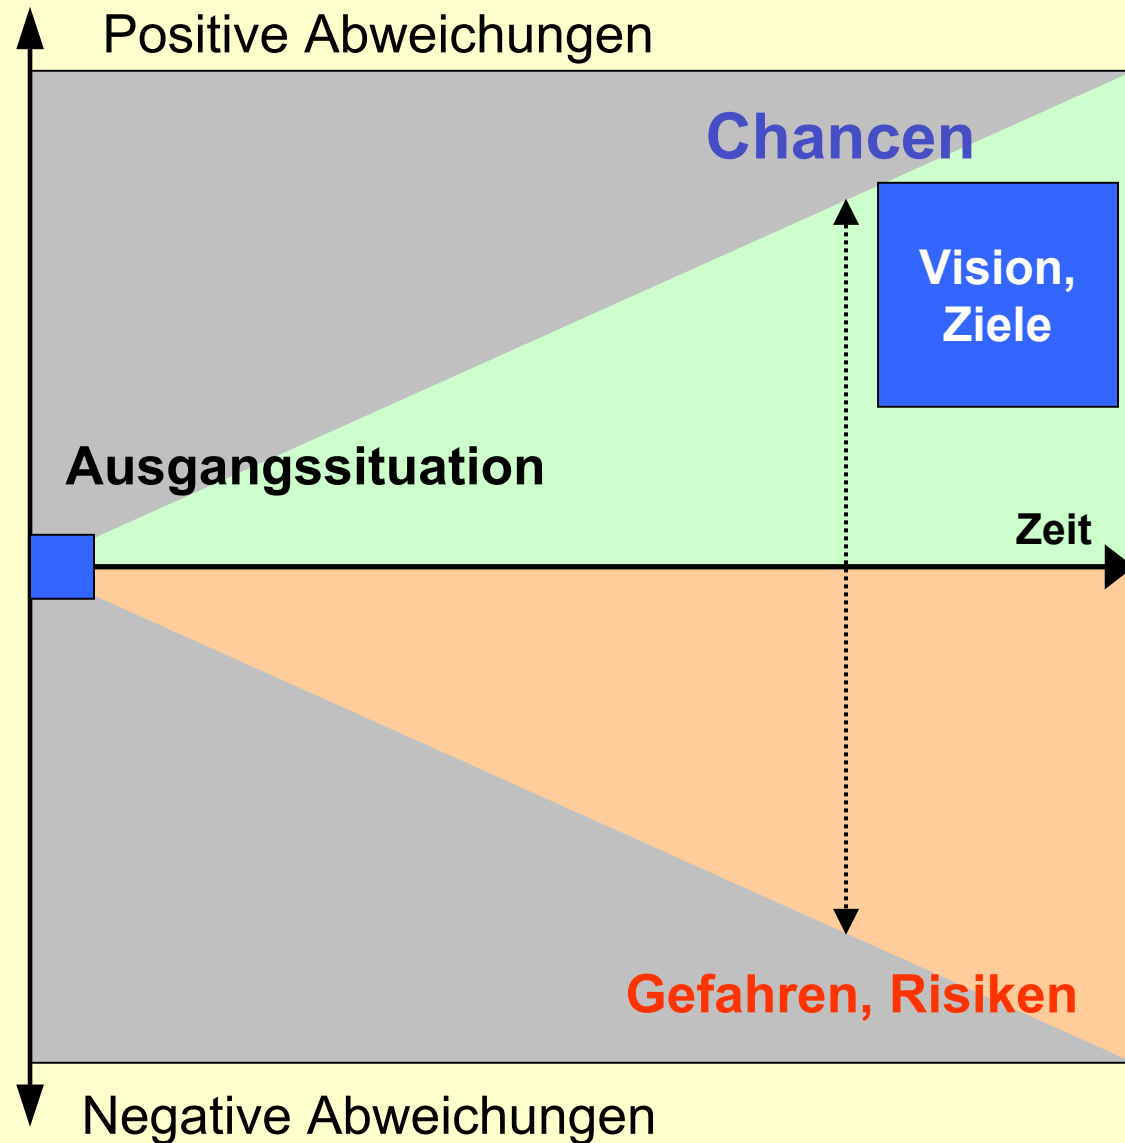 Positive Abweichungen
Chancen
Vision,
Ziele
Ausgangssituation
Zeit
Gefahren, Risiken
Negative Abweichungen